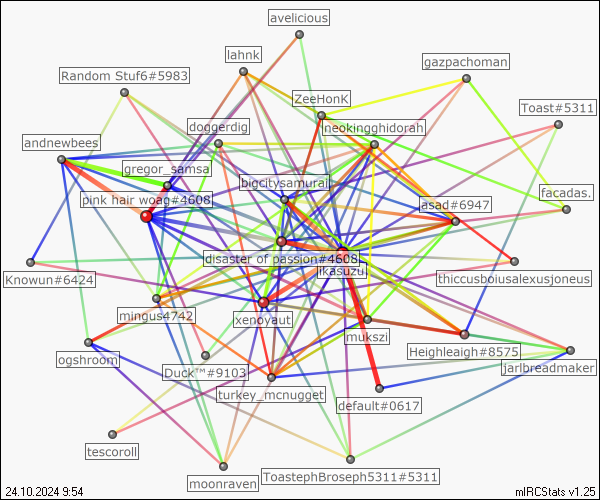 avelicious
lahnk
gazpachoman
Random Stuf6#5983
ZeeHonK
Toast#5311
doggerdig
neokingghidorah
andnewbees
gregor_samsa
bigcitysamurai
pink hair woag#4608
asad#6947
facadas.
disaster of passion#4608
ikasuzu
Knowun#6424
thiccusboiusalexusjoneus
mingus4742
xenoyaut
mukszi
ogshroom
Duck™#9103
Heighleaigh#8575
jarlbreadmaker
turkey_mcnugget
default#0617
tescoroll
moonraven
ToastephBroseph5311#5311
24.10.2024 9:54
mIRCStats v1.25